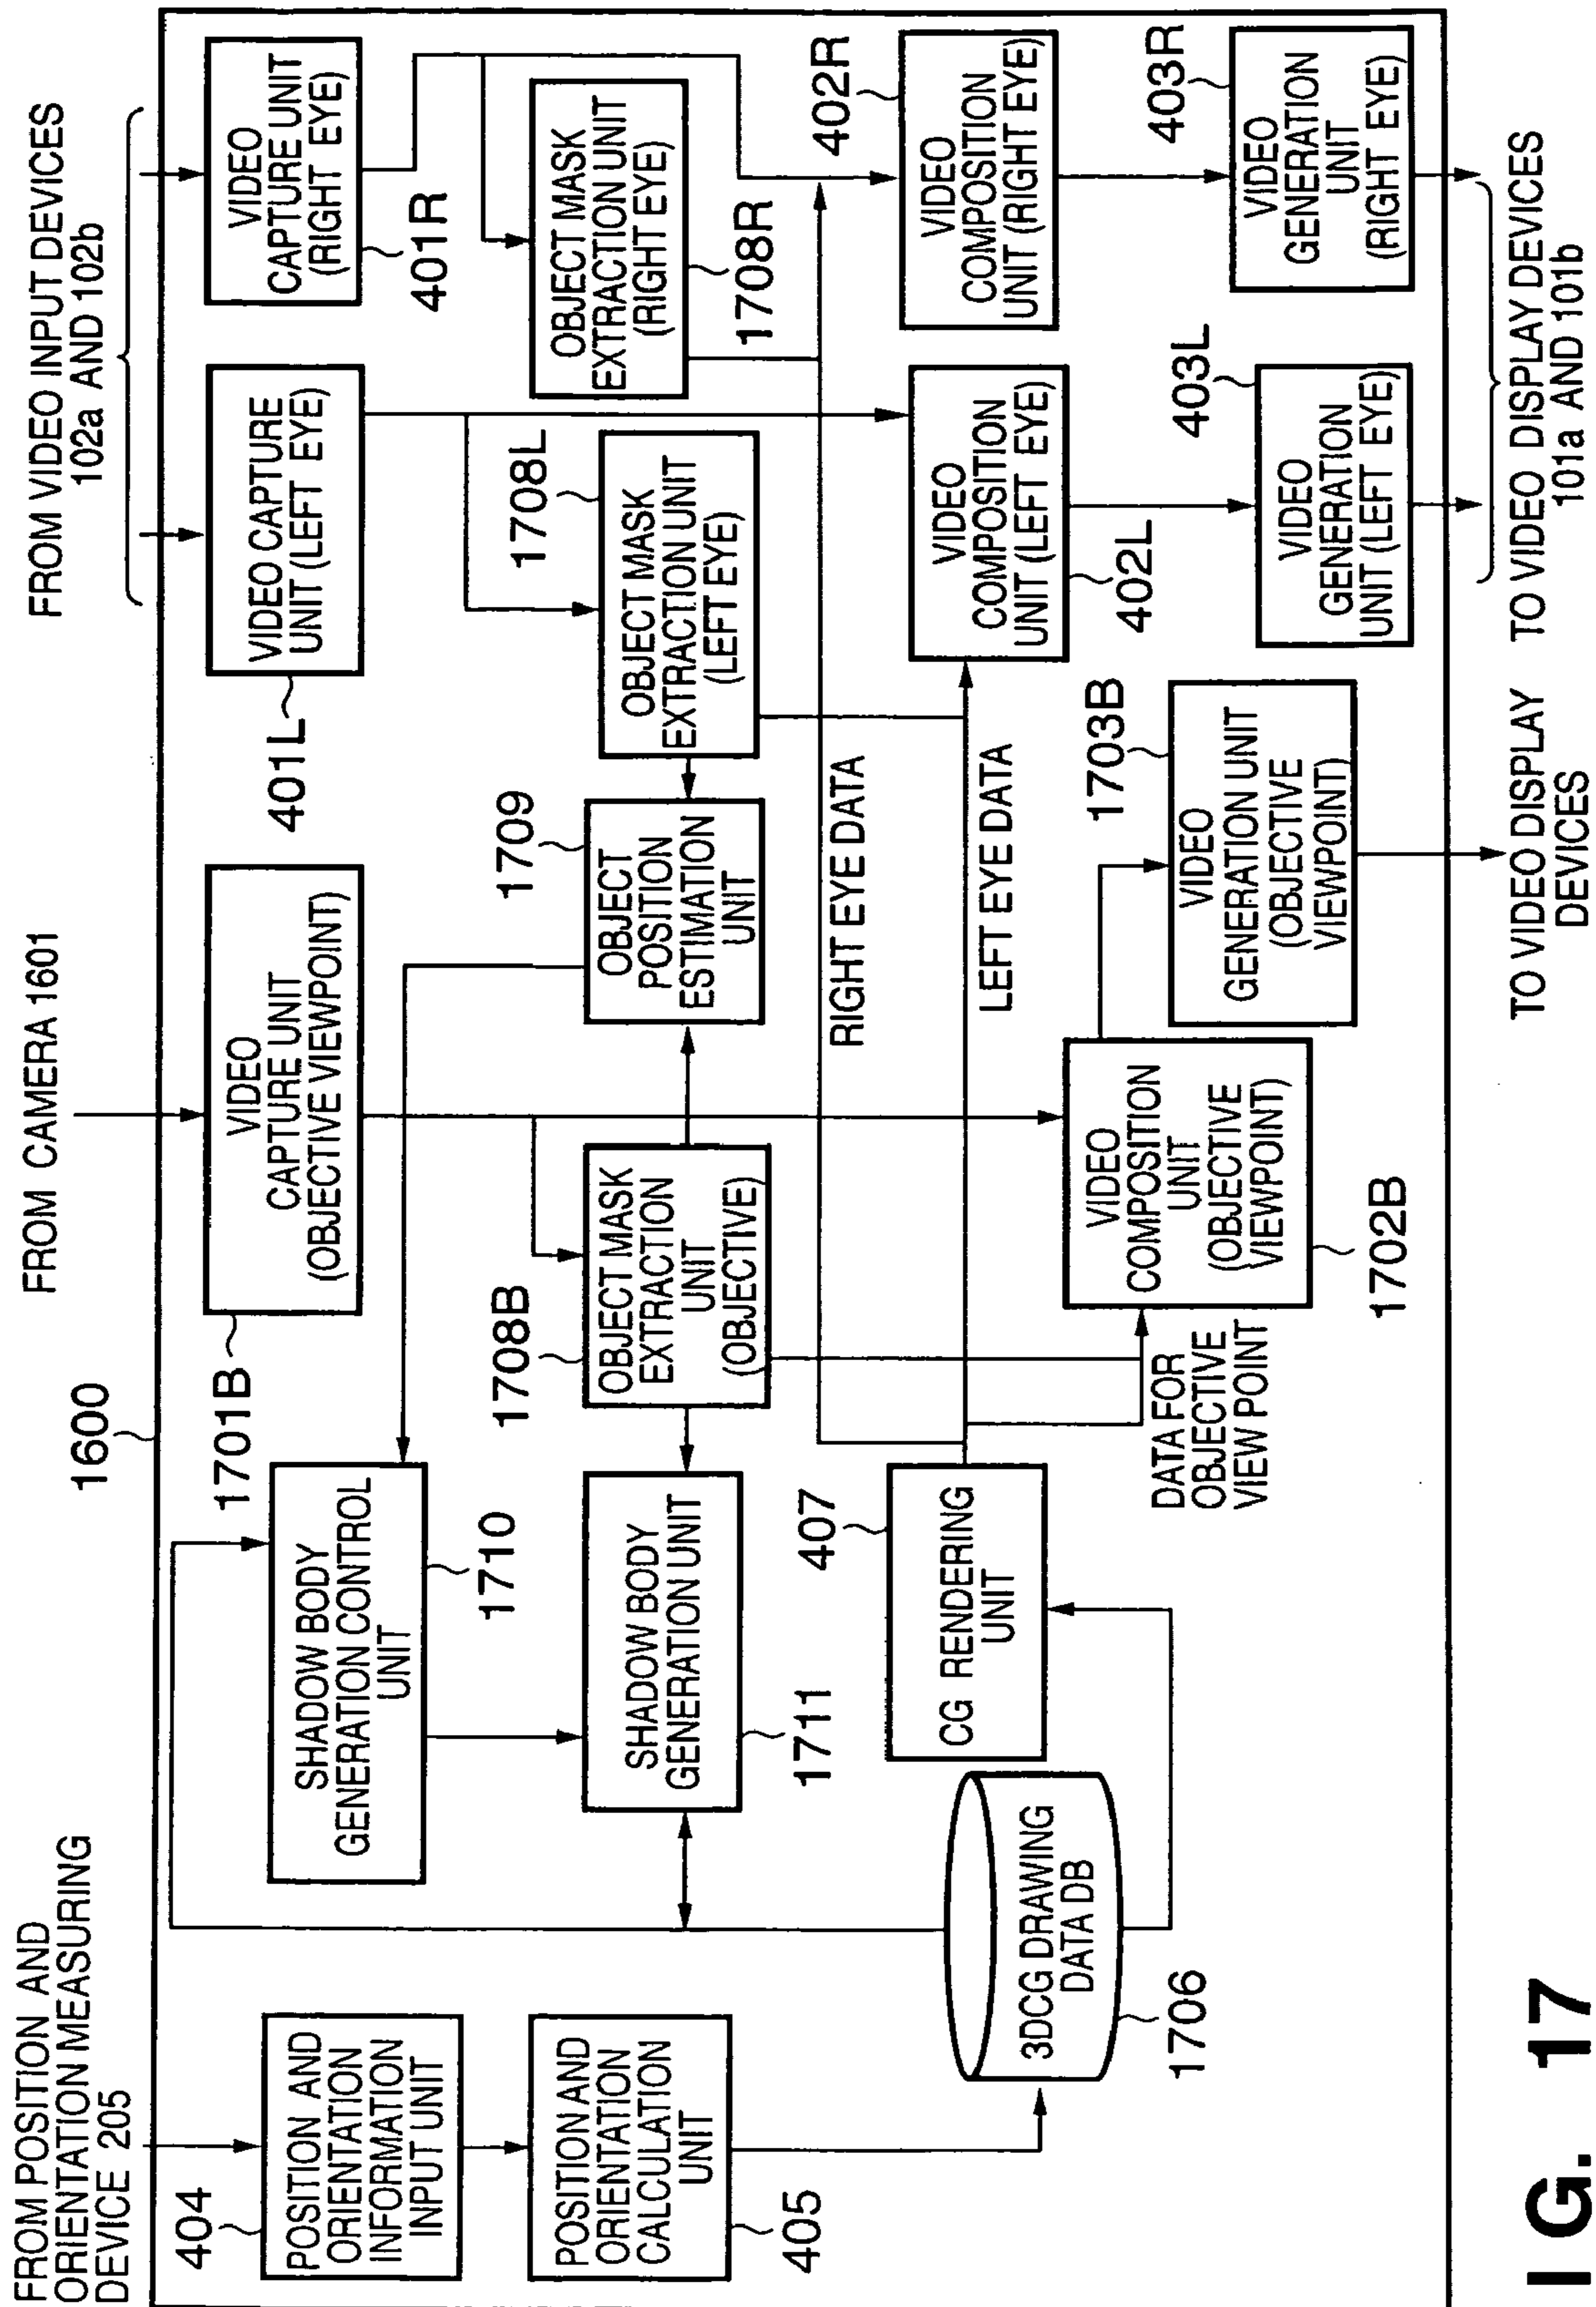 FROM POSITION AND
ORIENTATION MEASURING
DEVICE 205
FROM CAMERA 1601
FROM VIDEO INPUT DEVICES
102a AND 102b
1600
404
POSITION AND
ORIENTATION
INFORMATION
INPUT UNIT
POSITION AND
ORIENTATION
CALCULATION
UNIT
405
SHADOW BODY
GENERATION CONTROL
UNIT
1710
SHADOW BODY
GENERATION UNIT
1711
3DCG DRAWING
DATA DB
1706
407
CG RENDERING
UNIT
1701B
VIDEO
CAPTURE UNIT
(OBJECTIVE VIEWPOINT)
1708B
OBJECT MASK
EXTRACTION
UNIT
(OBJECTIVE)
1709
OBJECT
POSITION
ESTIMATION
UNIT
DATA FOR
OBJECTIVE
VIEW POINT
VIDEO
COMPOSITION
UNIT
(OBJECTIVE
VIEWPOINT)
1702B
1703B
VIDEO
GENERATION UNIT
(OBJECTIVE
VIEWPOINT)
RIGHT EYE DATA
LEFT EYE DATA
VIDEO CAPTURE
UNIT (LEFT EYE)
401L
1708L
OBJECT MASK
EXTRACTION UNIT
(LEFT EYE)
VIDEO
COMPOSITION
UNIT (LEFT EYE)
402L
403L
VIDEO
GENERATION
UNIT (LEFT EYE)
VIDEO
CAPTURE UNIT
(RIGHT EYE)
401R
OBJECT MASK
EXTRACTION UNIT
(RIGHT EYE)
1708R
402R
VIDEO
COMPOSITION
UNIT (RIGHT EYE)
403R
VIDEO
GENERATION
UNIT
(RIGHT EYE)
TO VIDEO DISPLAY
DEVICES
TO VIDEO DISPLAY DEVICES
101a AND 101b
IG. 17